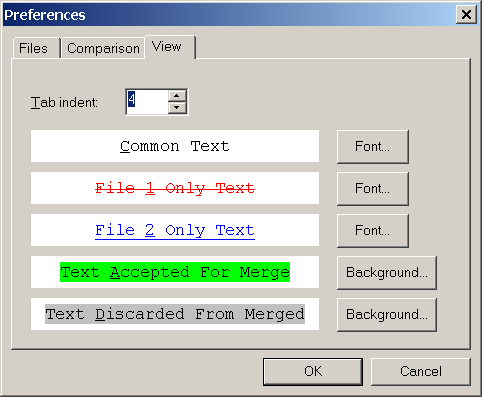 Preferences
Files Comparison View
Tab indent: 4
Common Text Font...
File 1 Only Text Font...
File 2 Only Text Font...
Text Accepted For Merge Background...
Text Discarded From Merged Background...
OK Cancel